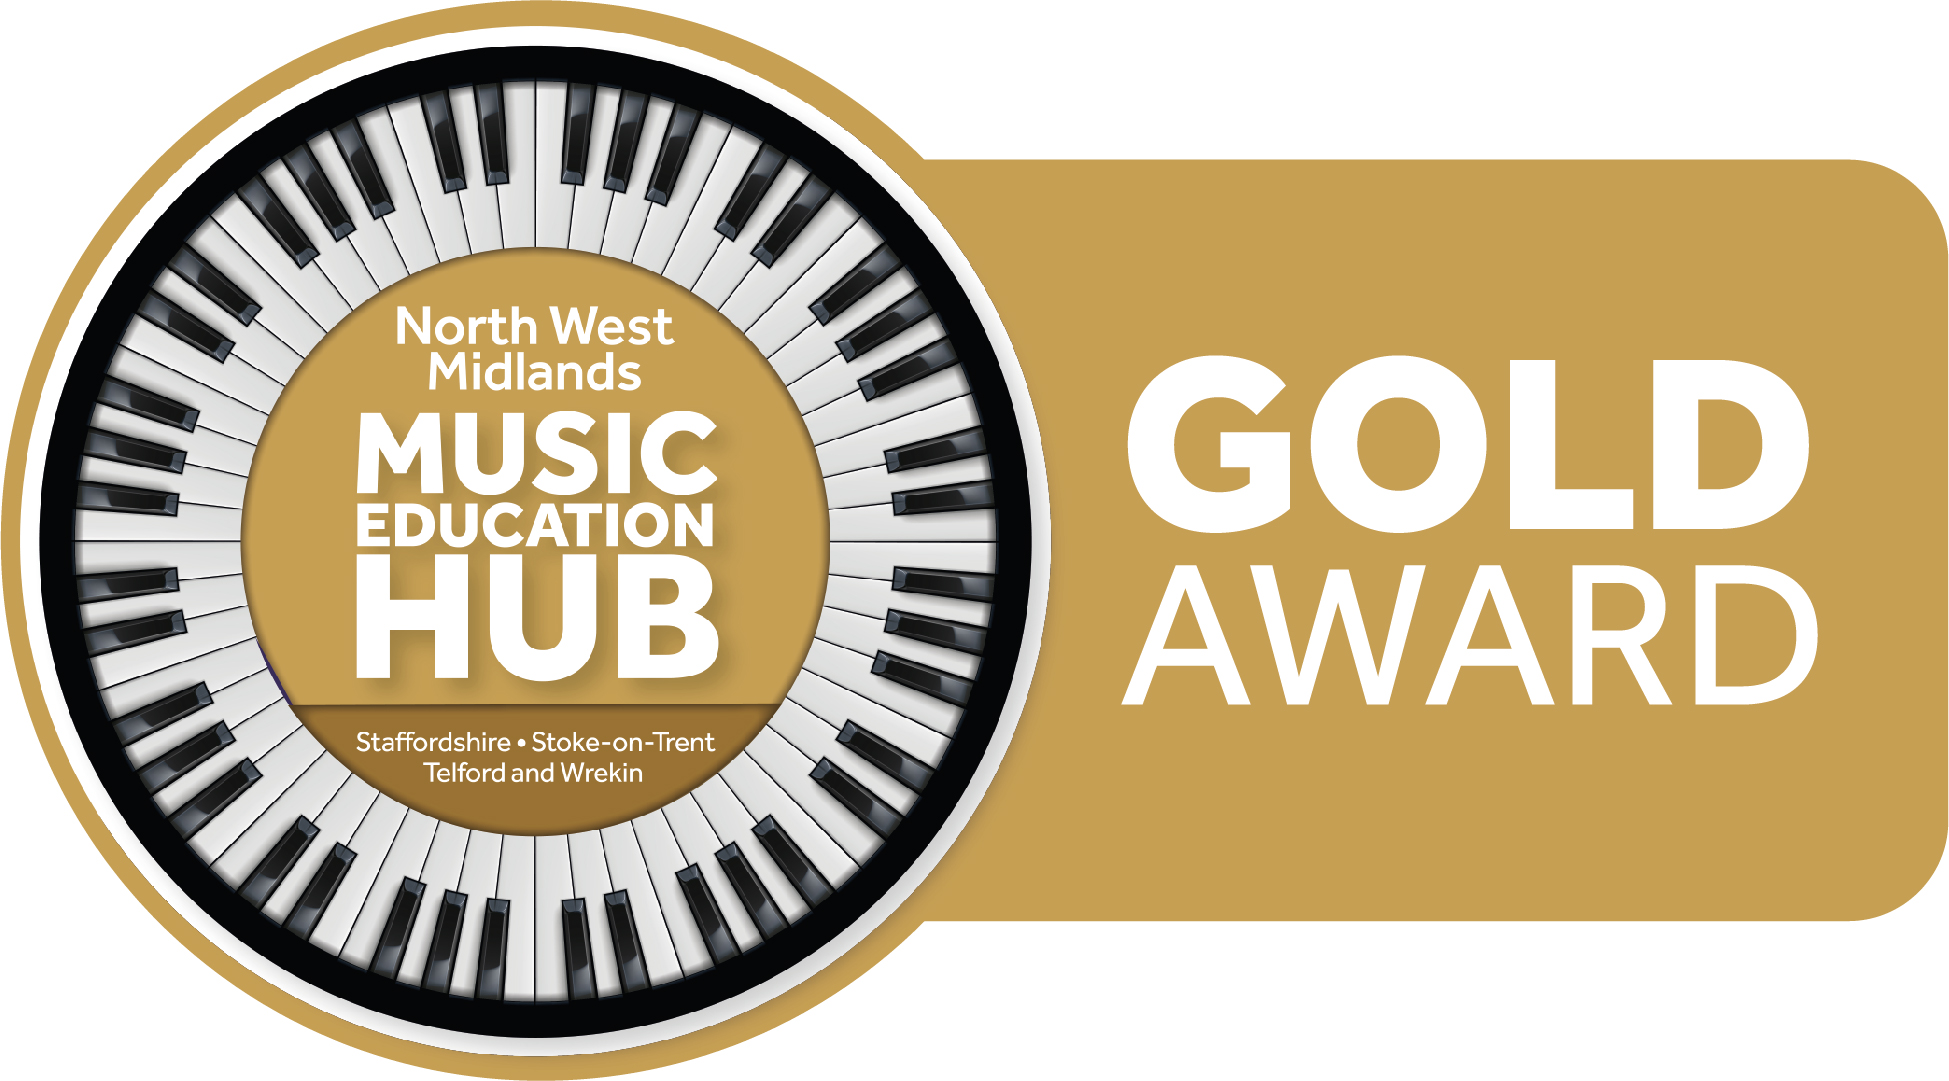 North West
Midlands
MUSIC
EDUCATION
HUB
Staffordshire • Stoke-on-Trent
Telford and Wrekin
GOLD
AWARD